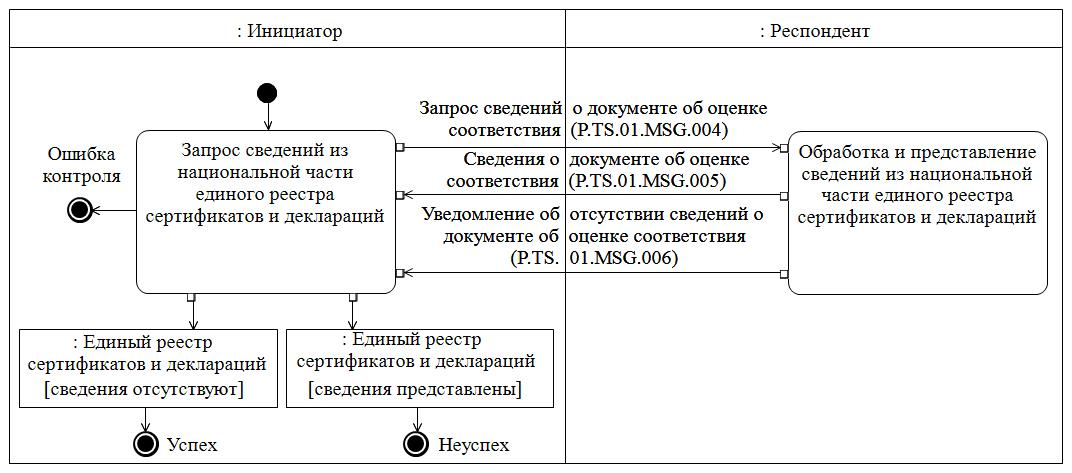 : Инициатор
: Респондент
Запрос сведений о документе об оценке
соответствия (P.TS.01.MSG.004)
Ошибка
контроля
Запрос сведений из
национальной части
единого реестра
сертификатов и деклараций
Сведения о документе об оценке
соответствия (P.TS.01.MSG.005)
Уведомление об отсутствии сведений о
документе об оценке соответствия
(P.TS. 01.MSG.006)
Обработка и представление
сведений из национальной
части единого реестра
сертификатов и деклараций
: Единый реестр
сертификатов и деклараций
[сведения отсутствуют]
: Единый реестр
сертификатов и деклараций
[сведения представлены]
Успех
Неуспех